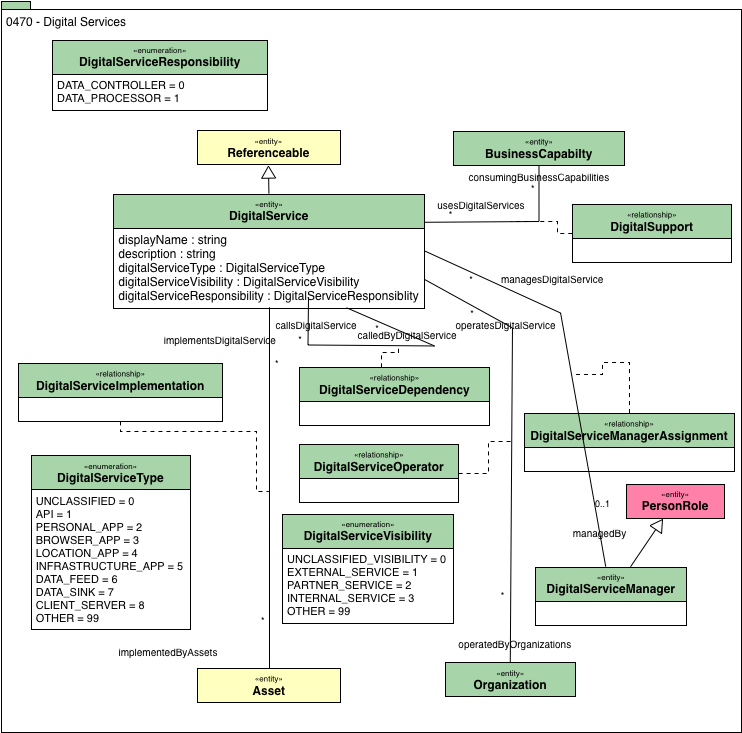 0470 - Digital Services
«enumeration»
DigitalServiceResponsibility
DATA_CONTROLLER = 0
DATA_PROCESSOR = 1
«entity»
Referenceable
«entity»
BusinessCapabilty
consumingBusinessCapabilities
*
usesDigitalServices
*
«entity»
DigitalService
displayName : string
description : string
digitalServiceType : DigitalServiceType
digitalServiceVisibility : DigitalServiceVisibility
digitalServiceResponsibility : DigitalServiceResponsiblity
«relationship»
DigitalSupport
*
managesDigitalService
*
operatesDigitalService
callsDigitalService
*
*
calledByDigitalService
implementsDigitalService
*
«relationship»
DigitalServiceImplementation
«relationship»
DigitalServiceDependency
«relationship»
DigitalServiceManagerAssignment
«relationship»
DigitalServiceOperator
«enumeration»
DigitalServiceType
UNCLASSIFIED = 0
API = 1
PERSONAL_APP = 2
BROWSER_APP = 3
LOCATION_APP = 4
INFRASTRUCTURE_APP = 5
DATA_FEED = 6
DATA_SINK = 7
CLIENT_SERVER = 8
OTHER = 99
«enumeration»
DigitalServiceVisibility
UNCLASSIFIED_VISIBILITY = 0
EXTERNAL_SERVICE = 1
PARTNER_SERVICE = 2
INTERNAL_SERVICE = 3
OTHER = 99
«entity»
PersonRole
0..1
managedBy
«entity»
DigitalServiceManager
*
*
implementedByAssets
operatedByOrganizations
«entity»
Asset
«entity»
Organization